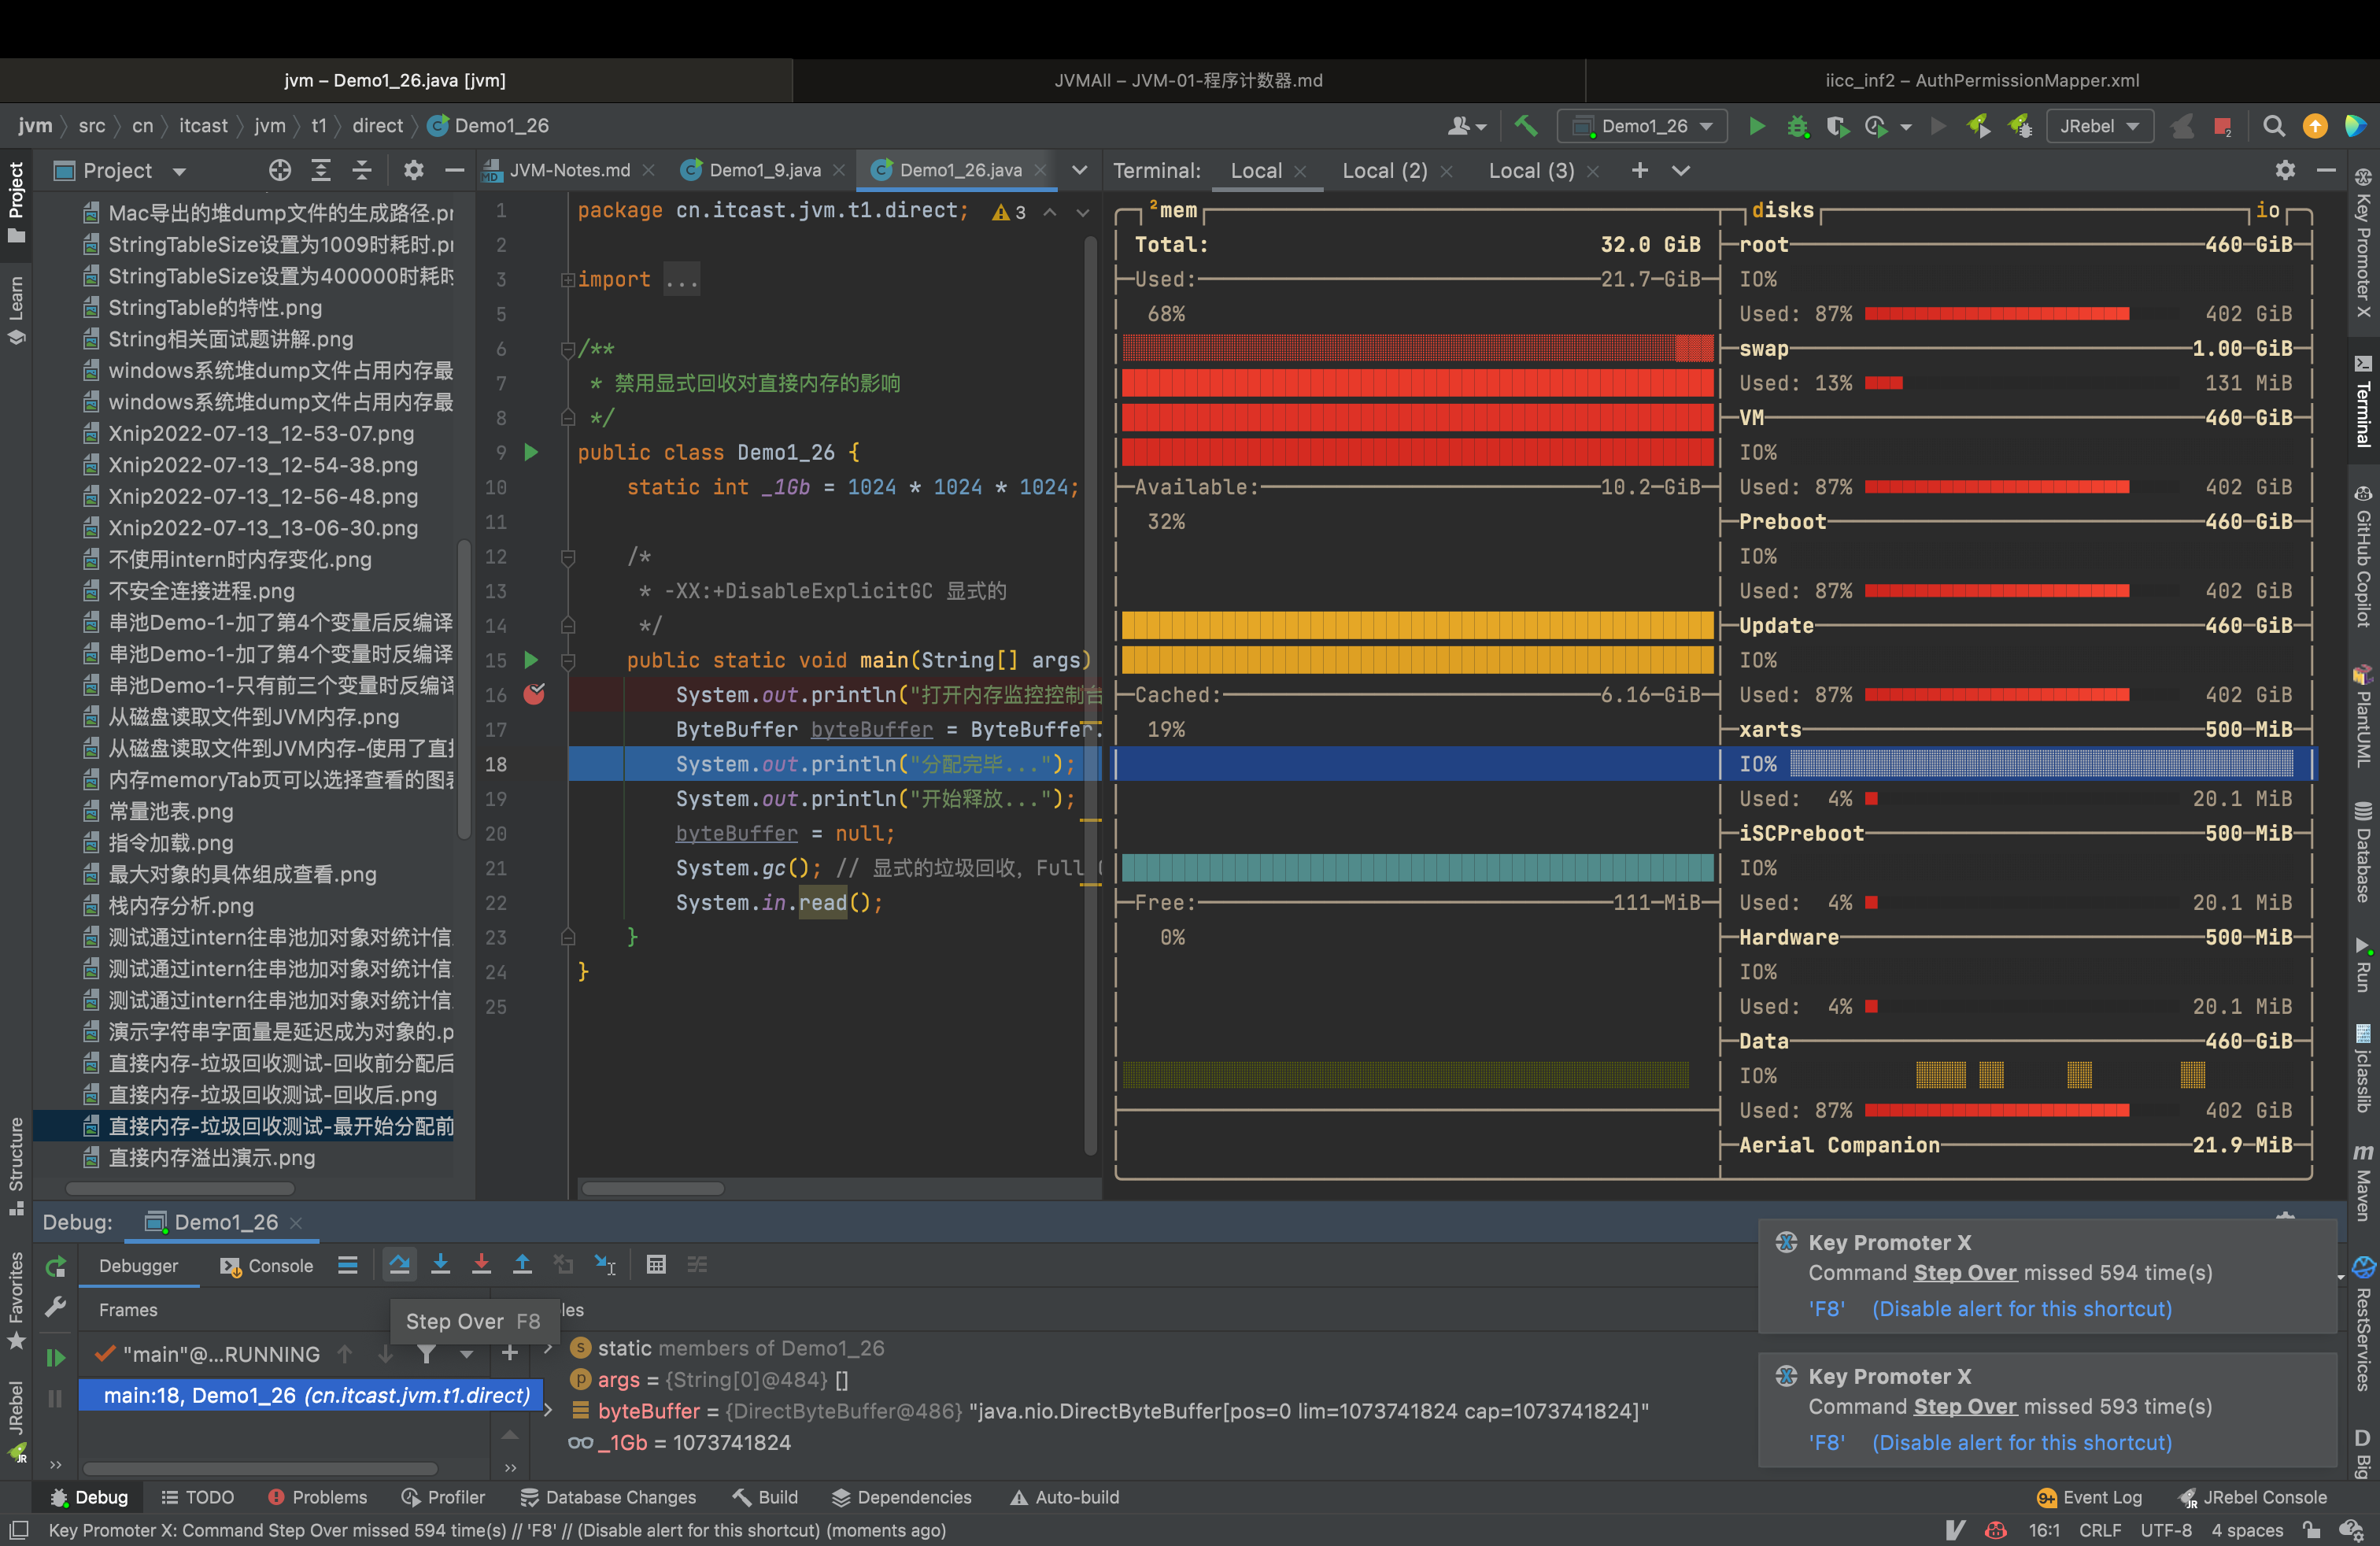 jvm – Demo1_26.java [jvm]
JVMAll – JVM-01-程序计数器.md
iicc_inf2 – AuthPermissionMapper.xml
jvm
src
cn
itcast
jvm
t1
direct
Demo1_26
Demo1_26
JRebel
Project
Learn
Structure
Favorites
JRebel
Project
Mac导出的堆dump文件的生成路径.pr
StringTableSize设置为1009时耗时.pr
StringTableSize设置为400000时耗时
StringTable的特性.png
String相关面试题讲解.png
windows系统堆dump文件占用内存最
windows系统堆dump文件占用内存最
Xnip2022-07-13_12-53-07.png
Xnip2022-07-13_12-54-38.png
Xnip2022-07-13_12-56-48.png
Xnip2022-07-13_13-06-30.png
不使用intern时内存变化.png
不安全连接进程.png
串池Demo-1-加了第4个变量后反编译
串池Demo-1-加了第4个变量时反编译
串池Demo-1-只有前三个变量时反编译
从磁盘读取文件到JVM内存.png
从磁盘读取文件到JVM内存-使用了直接
内存memoryTab页可以选择查看的图表
常量池表.png
指令加载.png
最大对象的具体组成查看.png
栈内存分析.png
测试通过intern往串池加对象对统计信
测试通过intern往串池加对象对统计信
测试通过intern往串池加对象对统计信
演示字符串字面量是延迟成为对象的.p
直接内存-垃圾回收测试-回收前分配后
直接内存-垃圾回收测试-回收后.png
直接内存-垃圾回收测试-最开始分配前
直接内存溢出演示.png
JVM-Notes.md
Demo1_9.java
Demo1_26.java
1 package cn.itcast.jvm.t1.direct; 3
2
3 import ...
5
6 /**
7 * 禁用显式回收对直接内存的影响
8 */
9 public class Demo1_26 {
10 static int _1Gb = 1024 * 1024 * 1024;
11
12 /*
13 * -XX:+DisableExplicitGC 显式的
14 */
15 public static void main(String[] args)
16 System.out.println("打开内存监控控制台
17 ByteBuffer byteBuffer = ByteBuffer.
18 System.out.println("分配完毕...");
19 System.out.println("开始释放...");
20 byteBuffer = null;
21 System.gc(); // 显式的垃圾回收，Full
22 System.in.read();
23 }
24 }
25
Terminal:
Local
Local (2)
Local (3)
²mem
Total: 32.0 GiB
Used: 21.7 GiB
68%
Available: 10.2 GiB
32%
Cached: 6.16 GiB
19%
Free: 111 MiB
0%
disks io
root 460 GiB
IO%
Used: 87% 402 GiB
swap 1.00 GiB
Used: 13% 131 MiB
VM 460 GiB
IO%
Used: 87% 402 GiB
Preboot 460 GiB
IO%
Used: 87% 402 GiB
Update 460 GiB
IO%
Used: 87% 402 GiB
xarts 500 MiB
IO%
Used: 4% 20.1 MiB
iSCPreboot 500 MiB
IO%
Used: 4% 20.1 MiB
Hardware 500 MiB
IO%
Used: 4% 20.1 MiB
Data 460 GiB
IO%
Used: 87% 402 GiB
Aerial Companion 21.9 MiB
Key Promoter X
Terminal
GitHub Copilot
PlantUML
Database
Run
jclasslib
Maven
RestServices
Big
Debug:
Demo1_26
Debugger
Console
Frames
Step Over F8
les
"main"@...RUNNING
main:18, Demo1_26 (cn.itcast.jvm.t1.direct)
static members of Demo1_26
args = {String[0]@484} []
byteBuffer = {DirectByteBuffer@486} "java.nio.DirectByteBuffer[pos=0 lim=1073741824 cap=1073741824]"
_1Gb = 1073741824
Key Promoter X
Command Step Over missed 594 time(s)
'F8' (Disable alert for this shortcut)
Key Promoter X
Command Step Over missed 593 time(s)
'F8' (Disable alert for this shortcut)
Debug
TODO
Problems
Profiler
Database Changes
Build
Dependencies
Auto-build
9+ Event Log
JRebel Console
Key Promoter X: Command Step Over missed 594 time(s) // 'F8' // (Disable alert for this shortcut) (moments ago)
16:1
CRLF
UTF-8
4 spaces